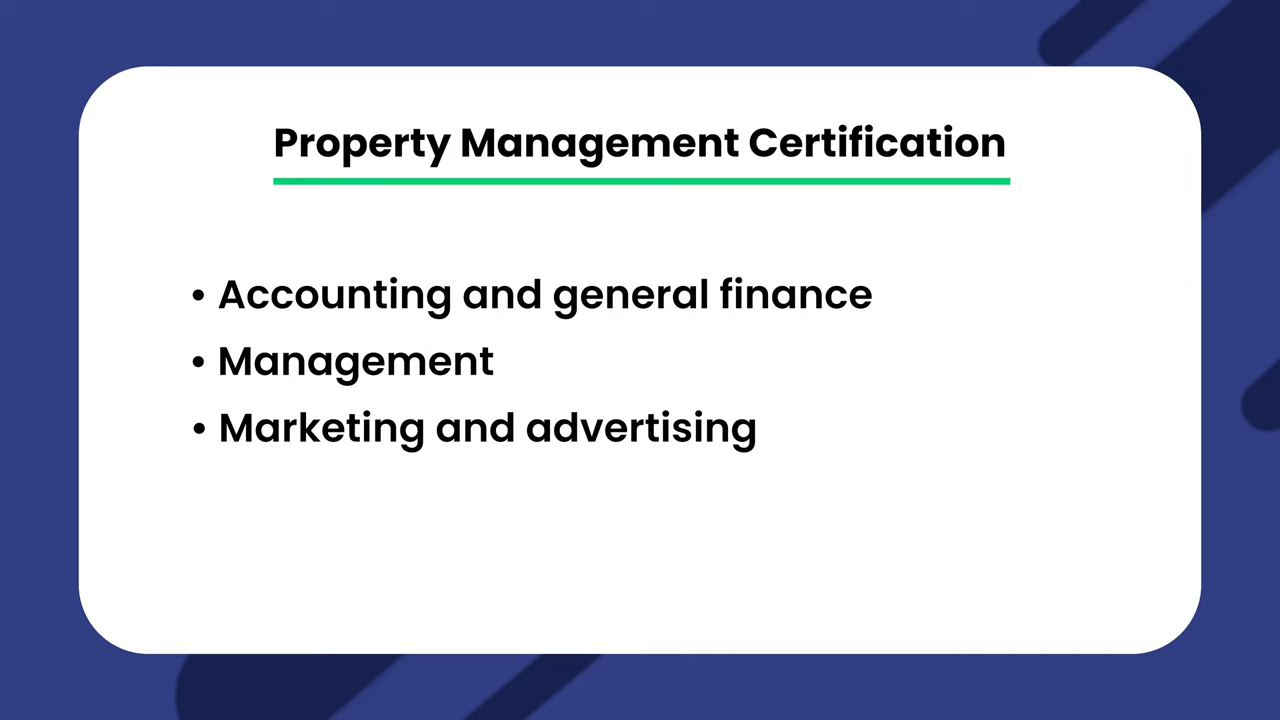 Property Management Certification
• Accounting and general finance
• Management
• Marketing and advertising